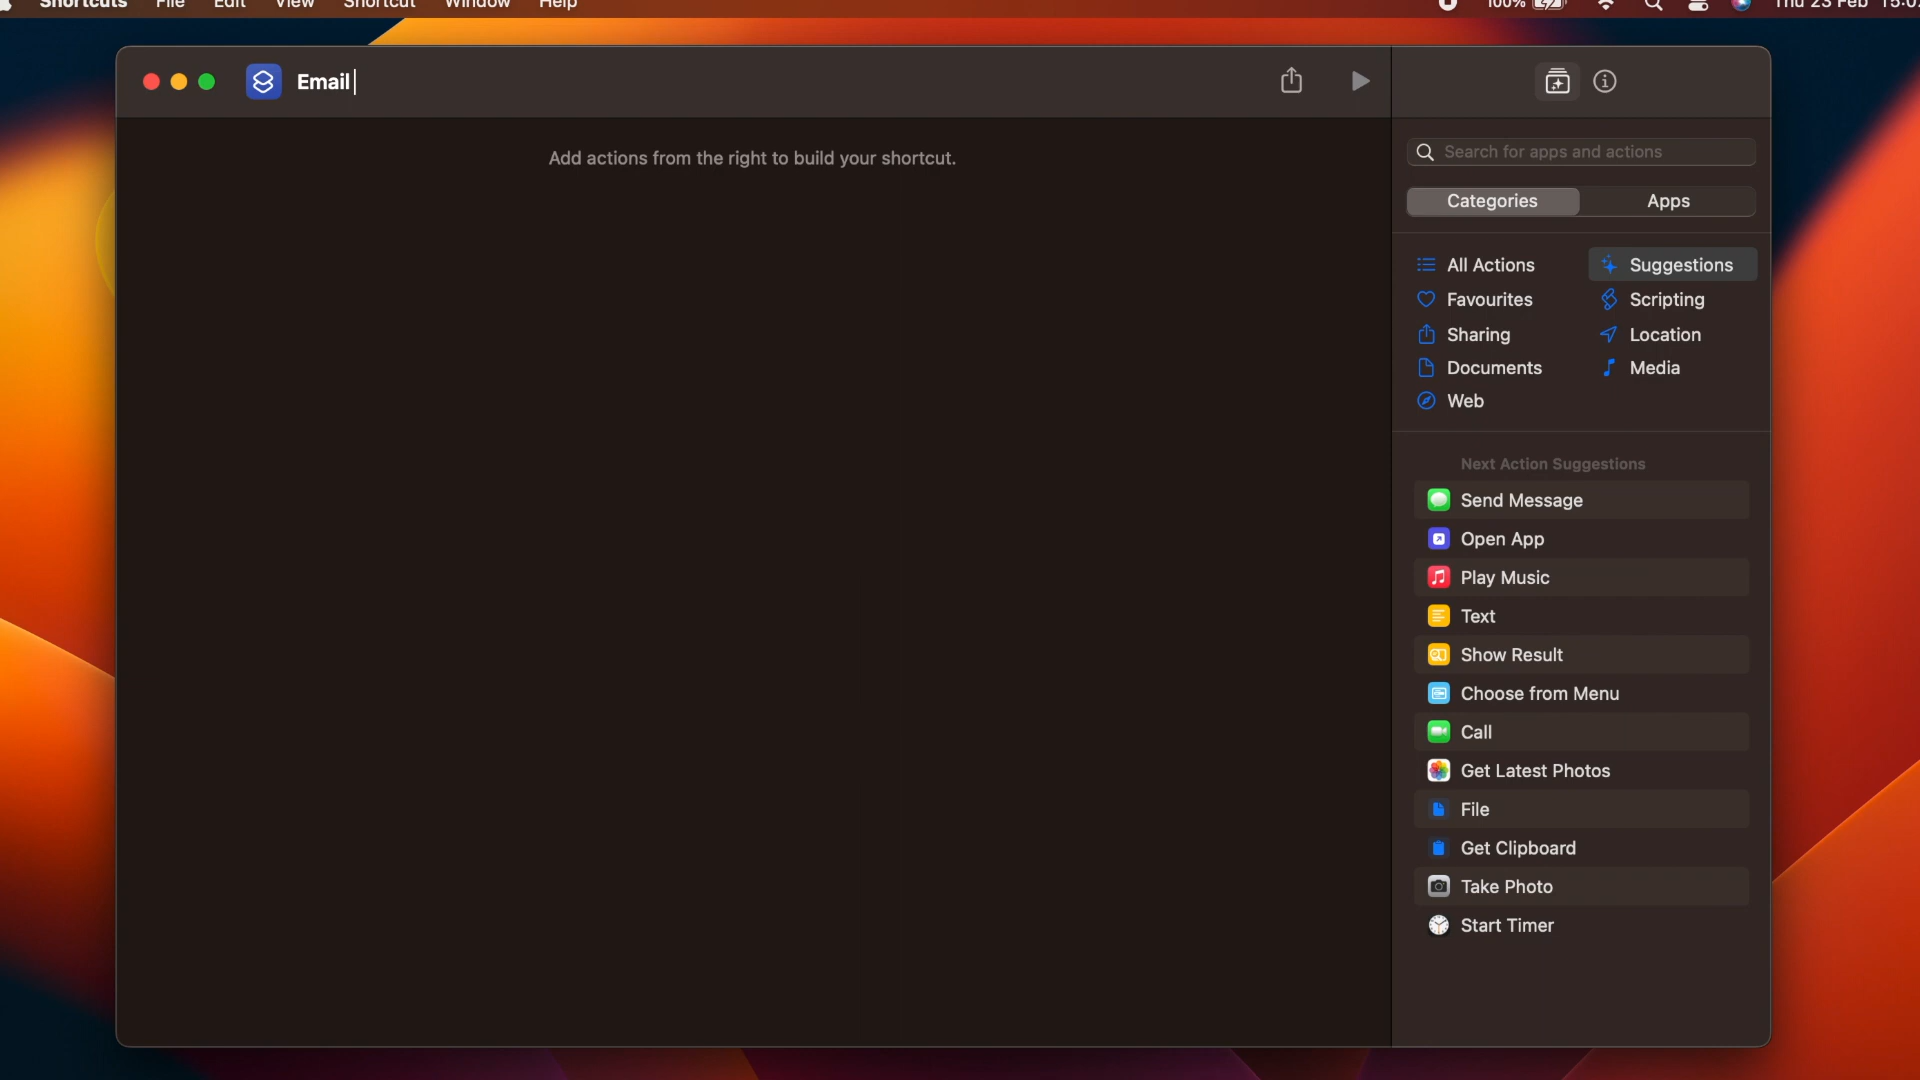 Shortcuts File Edit View Shortcut Window Help 100% Thu 23 Feb 15:0
Email
Add actions from the right to build your shortcut.
Search for apps and actions
Categories Apps
All Actions Suggestions
Favourites Scripting
Sharing Location
Documents Media
Web
Next Action Suggestions
Send Message
Open App
Play Music
Text
Show Result
Choose from Menu
Call
Get Latest Photos
File
Get Clipboard
Take Photo
Start Timer